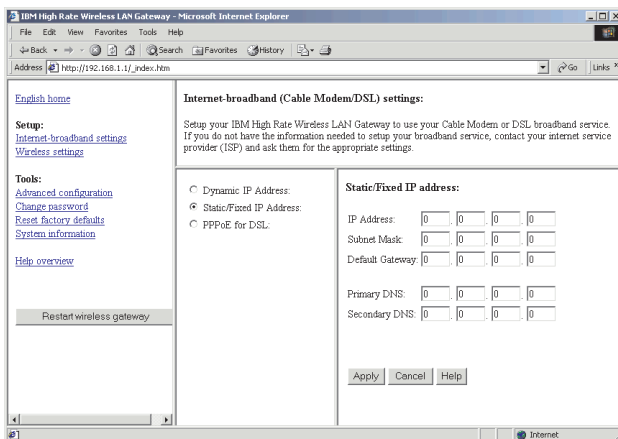 IBM High Rate Wireless LAN Gateway - Microsoft Internet Explorer
File Edit View Favorites Tools Help
Back Search Favorites History
Address http://192.168.1.1/_index.htm Go Links
English home
Setup:
Internet-broadband settings
Wireless settings
Tools:
Advanced configuration
Change password
Reset factory defaults
System information
Help overview
Restart wireless gateway
Internet-broadband (Cable Modem/DSL) settings:
Setup your IBM High Rate Wireless LAN Gateway to use your Cable Modem or DSL broadband service.
If you do not have the information needed to setup your broadband service, contact your internet service
provider (ISP) and ask them for the appropriate settings.
Dynamic IP Address:
Static/Fixed IP Address:
PPPoE for DSL:
Static/Fixed IP address:
IP Address: 0 . 0 . 0 . 0
Subnet Mask: 0 . 0 . 0 . 0
Default Gateway: 0 . 0 . 0 . 0
Primary DNS: 0 . 0 . 0 . 0
Secondary DNS: 0 . 0 . 0 . 0
Apply Cancel Help
Internet